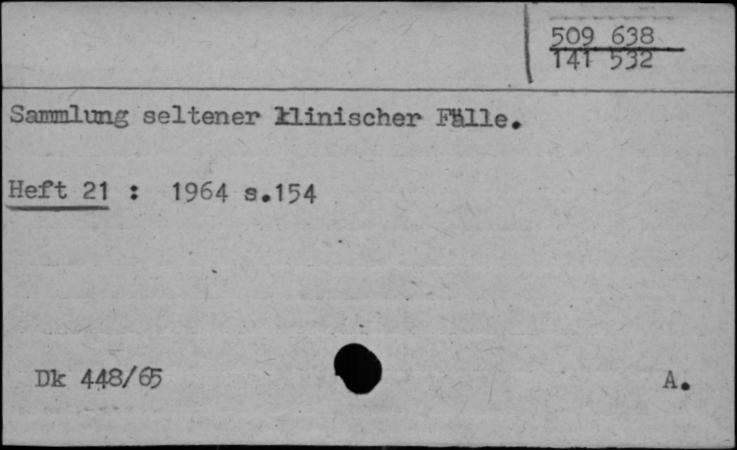 509 638
141 532
Sammlung seltener klinischer Fälle.
Heft 21 : 1964 s.154
Dk 448/65
A.